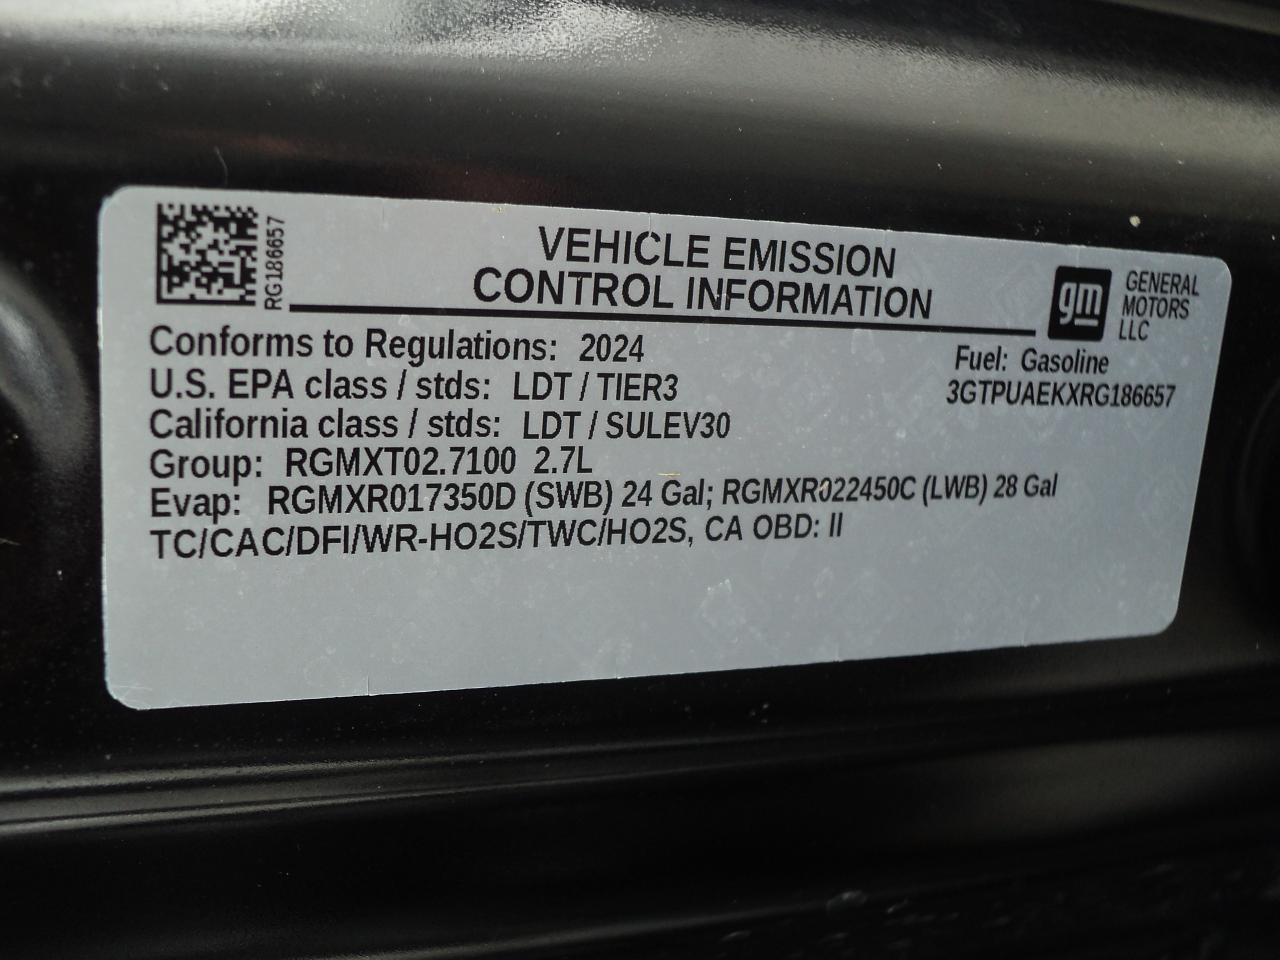 RG186657
VEHICLE EMISSION
CONTROL INFORMATION
gm
GENERAL
MOTORS
LLC
Conforms to Regulations: 2024
Fuel: Gasoline
U.S. EPA class / stds: LDT / TIER3
3GTPUAEKXRG186657
California class / stds: LDT / SULEV30
Group: RGMXT02.7100 2.7L
Evap: RGMXR017350D (SWB) 24 Gal; RGMXR022450C (LWB) 28 Gal
TC/CAC/DFI/WR-HO2S/TWC/HO2S, CA OBD: II